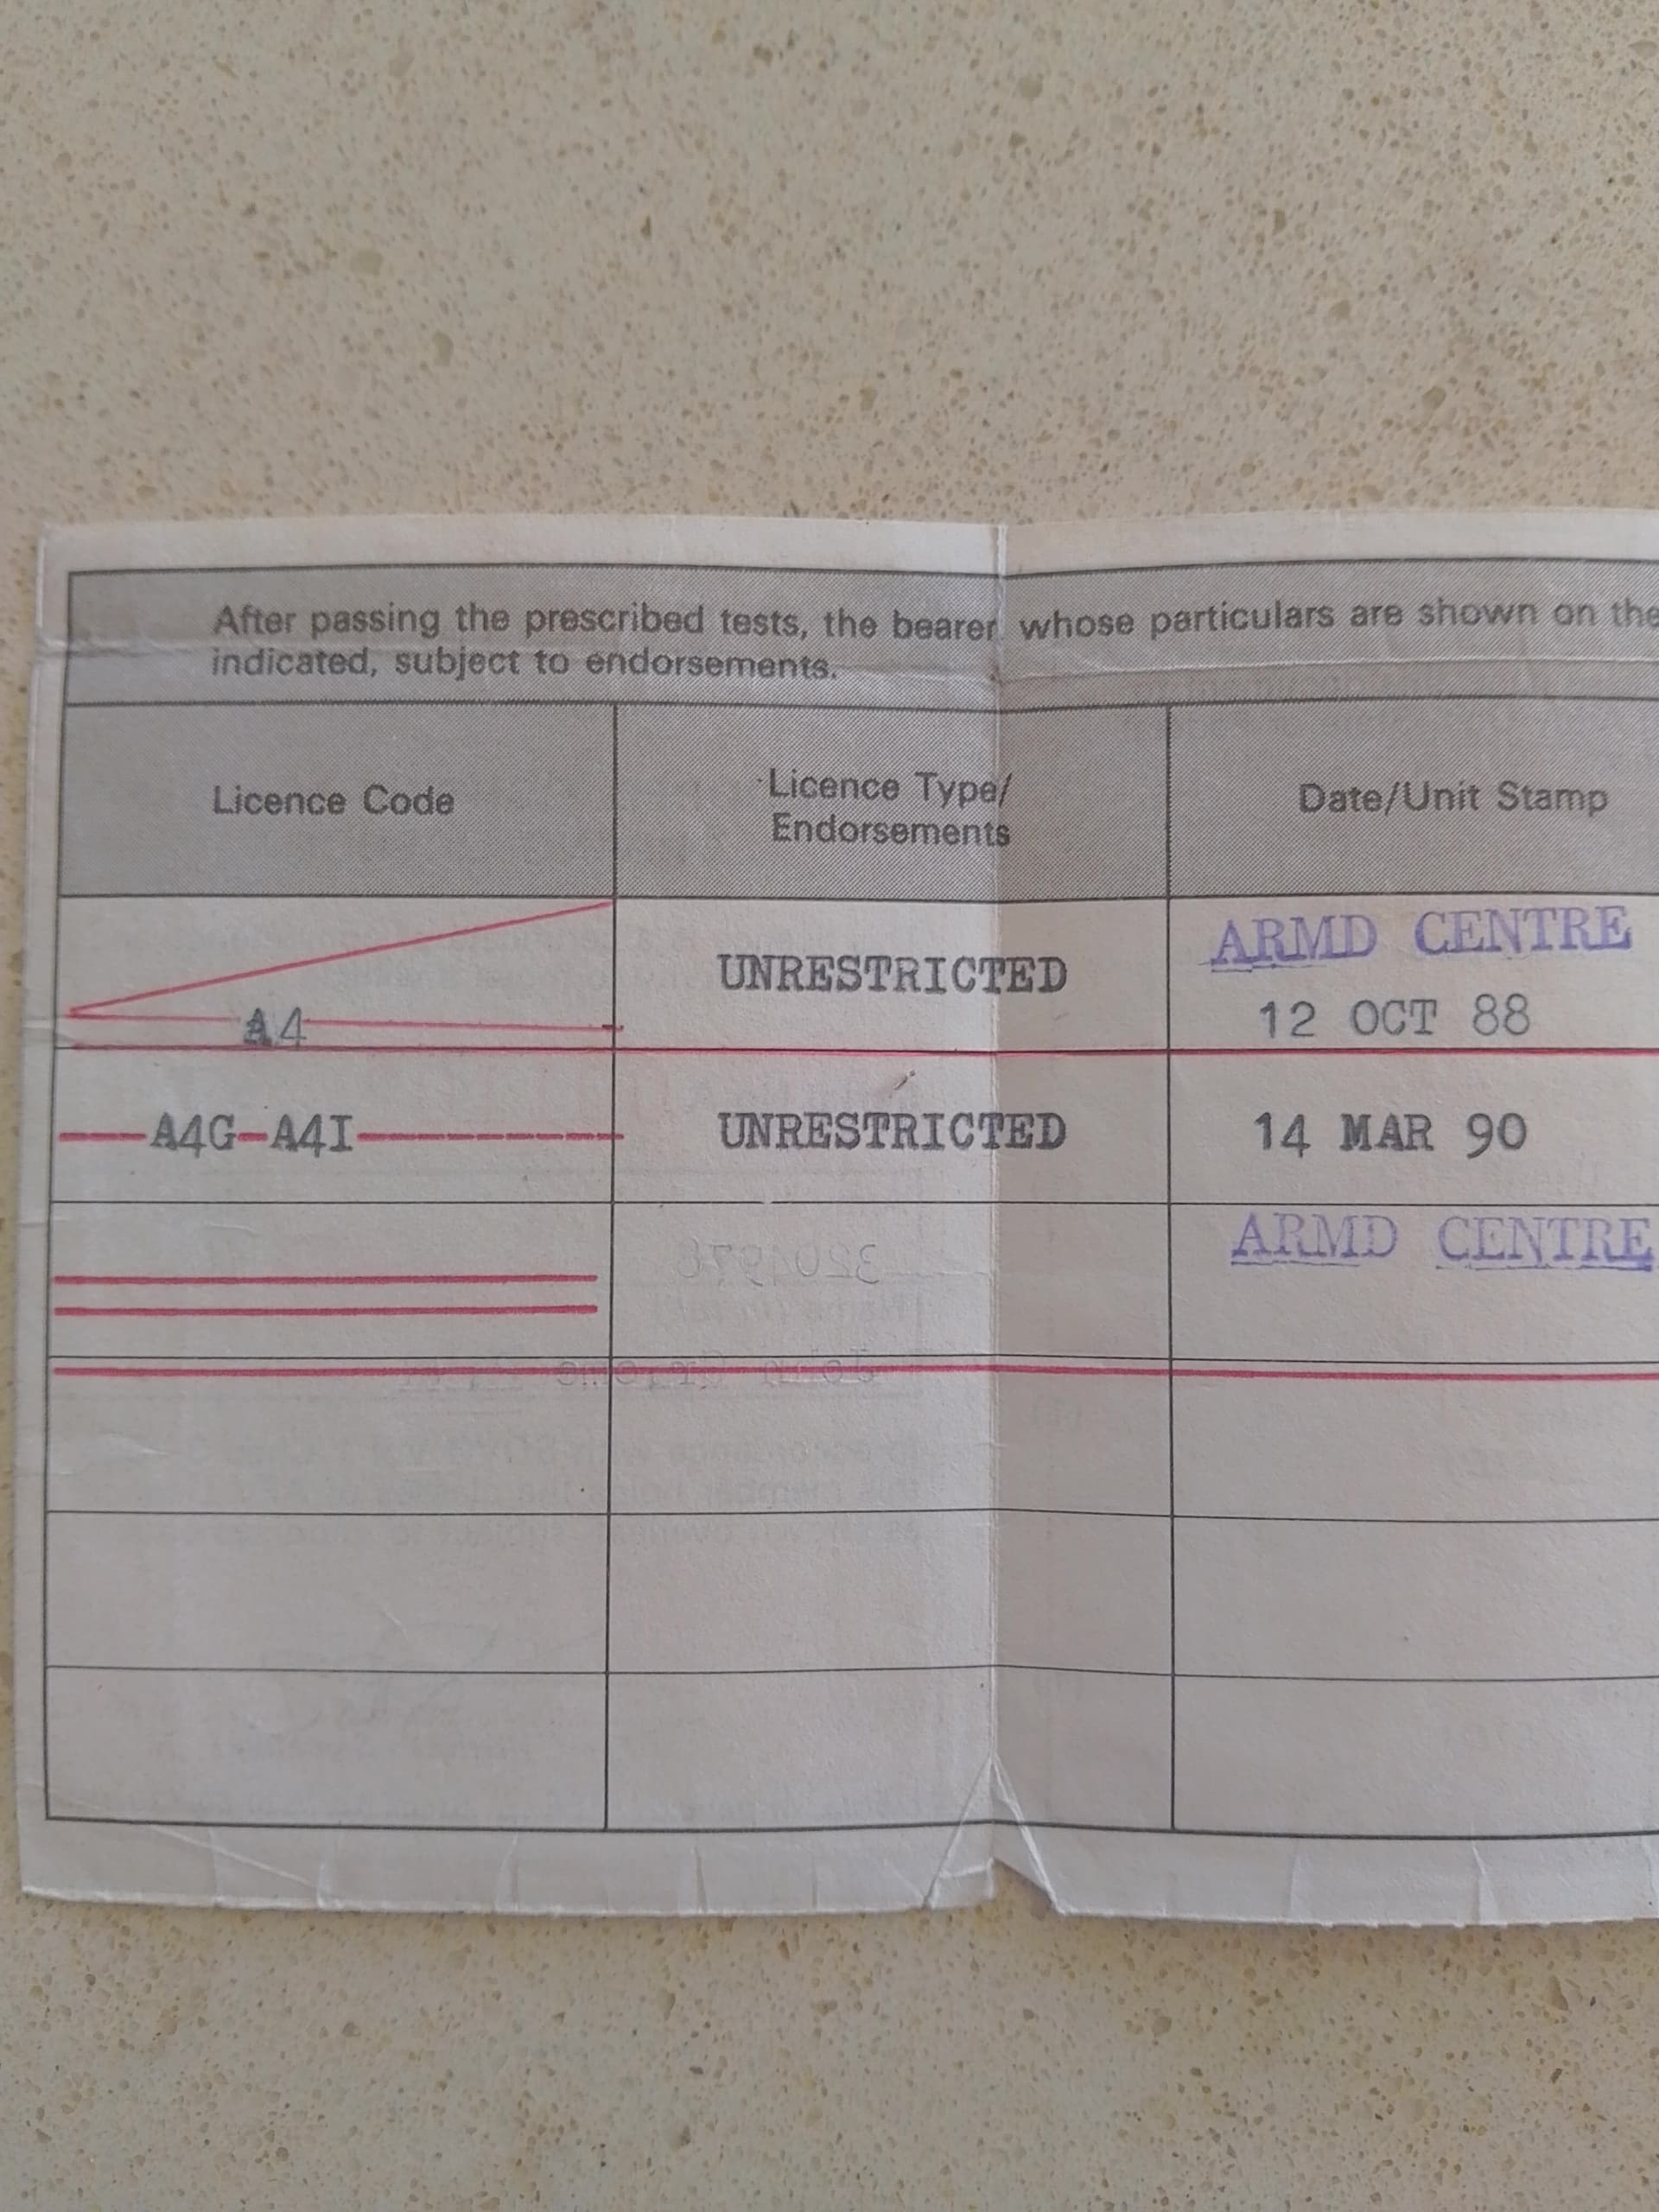 After passing the prescribed tests, the bearer whose particulars are shown on the
indicated, subject to endorsements.
Licence Code
Licence Type/
Endorsements
Date/Unit Stamp
A4
UNRESTRICTED
ARMD CENTRE
12 OCT 88
A4G-A4I
UNRESTRICTED
14 MAR 90
ARMD CENTRE